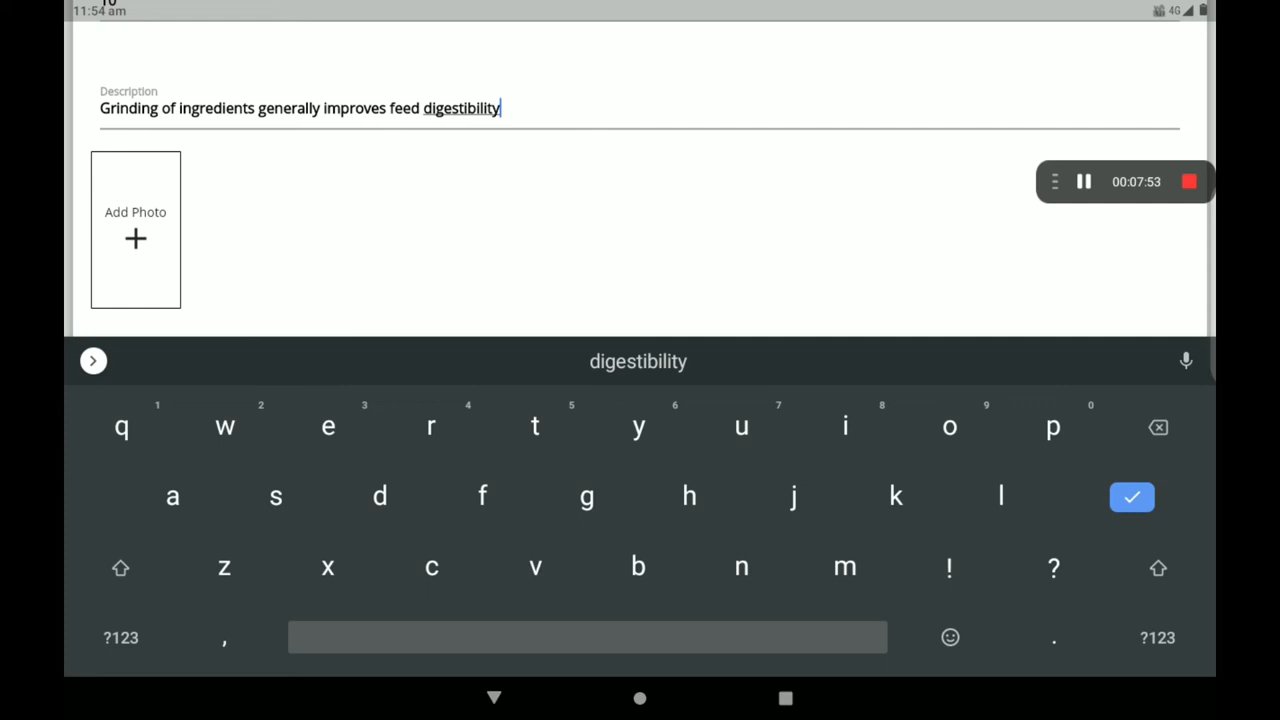 10
11:54 am
4G
Description
Grinding of ingredients generally improves feed digestibility
Add Photo
00:07:53
digestibility
1 2 3 4 5 6 7 8 9 0
q w e r t y u i o p
a s d f g h j k l
z x c v b n m ! ?
?123 , . ?123